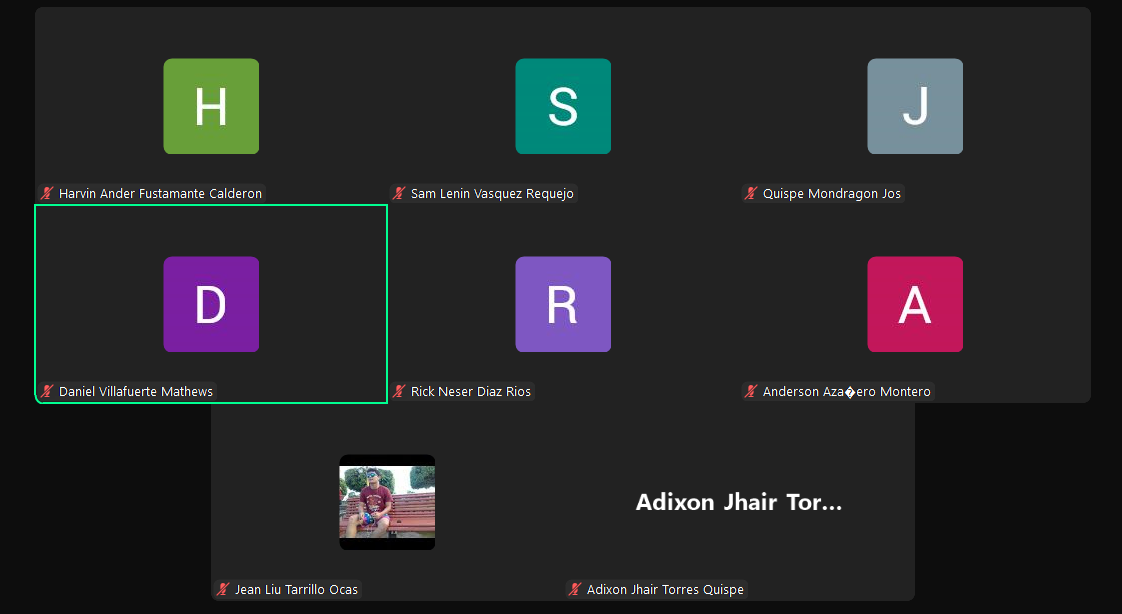 H
S
J
Harvin Ander Fustamante Calderon
Sam Lenin Vasquez Requejo
Quispe Mondragon Jos
D
R
A
Daniel Villafuerte Mathews
Rick Neser Diaz Rios
Anderson Aza�ero Montero
Adixon Jhair Tor...
Jean Liu Tarrillo Ocas
Adixon Jhair Torres Quispe